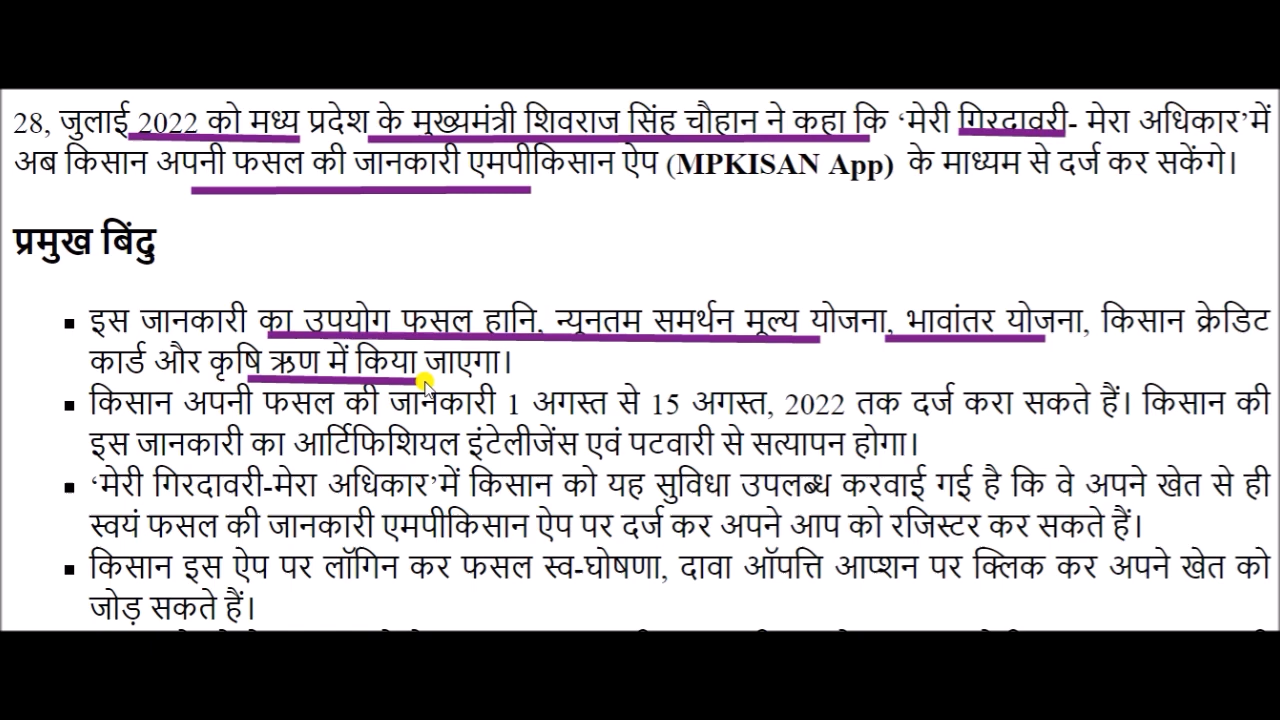 28, जुलाई 2022 को मध्य प्रदेश के मुख्यमंत्री शिवराज सिंह चौहान ने कहा कि ‘मेरी गिरदावरी- मेरा अधिकार’में
अब किसान अपनी फसल की जानकारी एमपीकिसान ऐप (MPKISAN App) के माध्यम से दर्ज कर सकेंगे।
प्रमुख बिंदु
▪ इस जानकारी का उपयोग फसल हानि, न्यूनतम समर्थन मूल्य योजना, भावांतर योजना, किसान क्रेडिट
कार्ड और कृषि ऋण में किया जाएगा।
▪ किसान अपनी फसल की जानकारी 1 अगस्त से 15 अगस्त, 2022 तक दर्ज करा सकते हैं। किसान की
इस जानकारी का आर्टिफिशियल इंटेलीजेंस एवं पटवारी से सत्यापन होगा।
▪ ‘मेरी गिरदावरी-मेरा अधिकार’में किसान को यह सुविधा उपलब्ध करवाई गई है कि वे अपने खेत से ही
स्वयं फसल की जानकारी एमपीकिसान ऐप पर दर्ज कर अपने आप को रजिस्टर कर सकते हैं।
▪ किसान इस ऐप पर लॉगिन कर फसल स्व-घोषणा, दावा ऑपत्ति आप्शन पर क्लिक कर अपने खेत को
जोड़ सकते हैं।